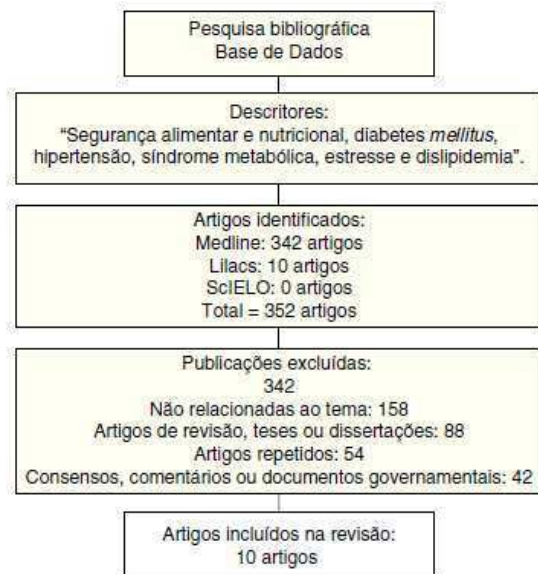 Pesquisa bibliográfica
Base de Dados
Descritores:
“Segurança alimentar e nutricional, diabetes mellitus,
hipertensão, síndrome metabólica, estresse e dislipidemia”.
Artigos identificados:
Medline: 342 artigos
Lilacs: 10 artigos
ScIELO: 0 artigos
Total = 352 artigos
Publicações excluídas:
342
Não relacionadas ao tema: 158
Artigos de revisão, teses ou dissertações: 88
Artigos repetidos: 54
Consensos, comentários ou documentos governamentais: 42
Artigos incluídos na revisão:
10 artigos